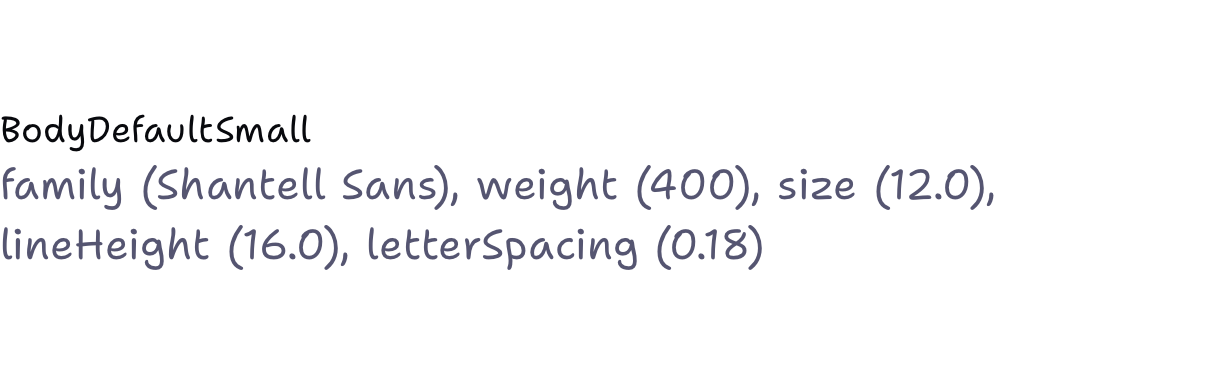 BodyDefaultSmall
family (Shantell Sans), weight (400), size (12.0),
lineHeight (16.0), letterSpacing (0.18)